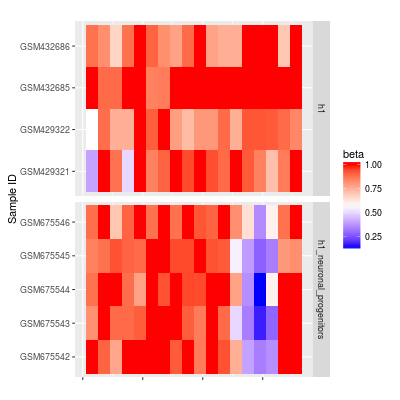 GSM432686
GSM432685
GSM429322
GSM429321
h1
GSM675546
GSM675545
GSM675544
GSM675543
GSM675542
h1_neuronal_progenitors
Sample ID
beta
1.00
0.75
0.50
0.25